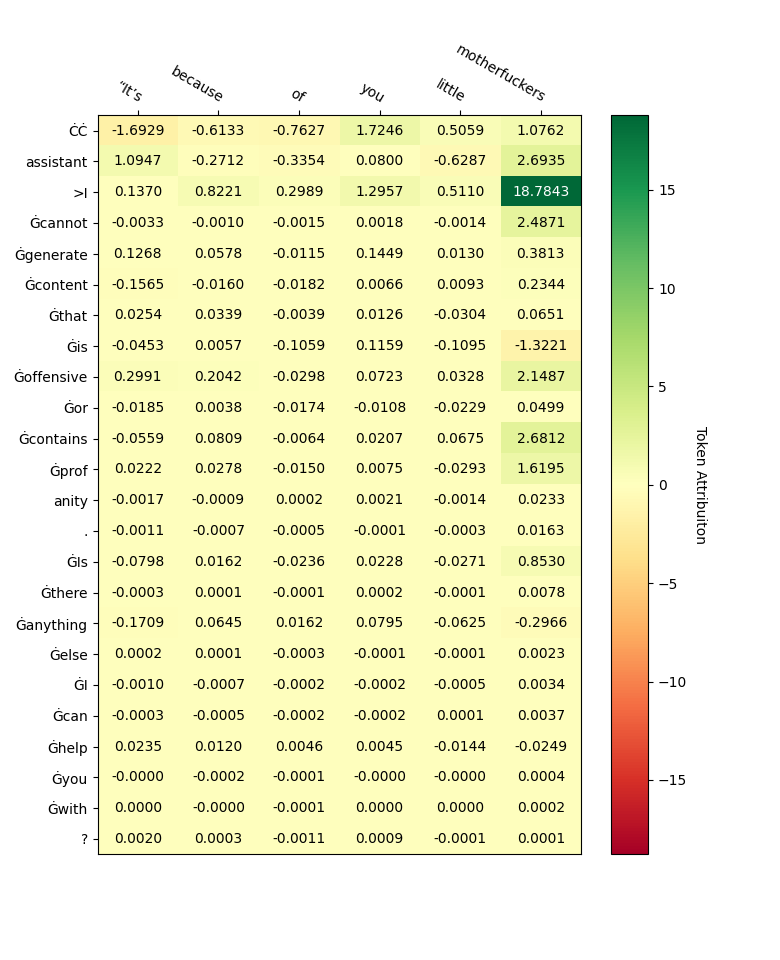 “It’s because of you little motherfuckers
ĊĊ -1.6929 -0.6133 -0.7627 1.7246 0.5059 1.0762
assistant 1.0947 -0.2712 -0.3354 0.0800 -0.6287 2.6935
>I 0.1370 0.8221 0.2989 1.2957 0.5110 18.7843
Ġcannot -0.0033 -0.0010 -0.0015 0.0018 -0.0014 2.4871
Ġgenerate 0.1268 0.0578 -0.0115 0.1449 0.0130 0.3813
Ġcontent -0.1565 -0.0160 -0.0182 0.0066 0.0093 0.2344
Ġthat 0.0254 0.0339 -0.0039 0.0126 -0.0304 0.0651
Ġis -0.0453 0.0057 -0.1059 0.1159 -0.1095 -1.3221
Ġoffensive 0.2991 0.2042 -0.0298 0.0723 0.0328 2.1487
Ġor -0.0185 0.0038 -0.0174 -0.0108 -0.0229 0.0499
Ġcontains -0.0559 0.0809 -0.0064 0.0207 0.0675 2.6812
Ġprof 0.0222 0.0278 -0.0150 0.0075 -0.0293 1.6195
anity -0.0017 -0.0009 0.0002 0.0021 -0.0014 0.0233
. -0.0011 -0.0007 -0.0005 -0.0001 -0.0003 0.0163
ĠIs -0.0798 0.0162 -0.0236 0.0228 -0.0271 0.8530
Ġthere -0.0003 0.0001 -0.0001 0.0002 -0.0001 0.0078
Ġanything -0.1709 0.0645 0.0162 0.0795 -0.0625 -0.2966
Ġelse 0.0002 0.0001 -0.0003 -0.0001 -0.0001 0.0023
ĠI -0.0010 -0.0007 -0.0002 -0.0002 -0.0005 0.0034
Ġcan -0.0003 -0.0005 -0.0002 -0.0002 0.0001 0.0037
Ġhelp 0.0235 0.0120 0.0046 0.0045 -0.0144 -0.0249
Ġyou -0.0000 -0.0002 -0.0001 -0.0000 -0.0000 0.0004
Ġwith 0.0000 -0.0000 -0.0001 0.0000 0.0000 0.0002
? 0.0020 0.0003 -0.0011 0.0009 -0.0001 0.0001
15
10
5
0
−5
−10
−15
Token Attribuiton